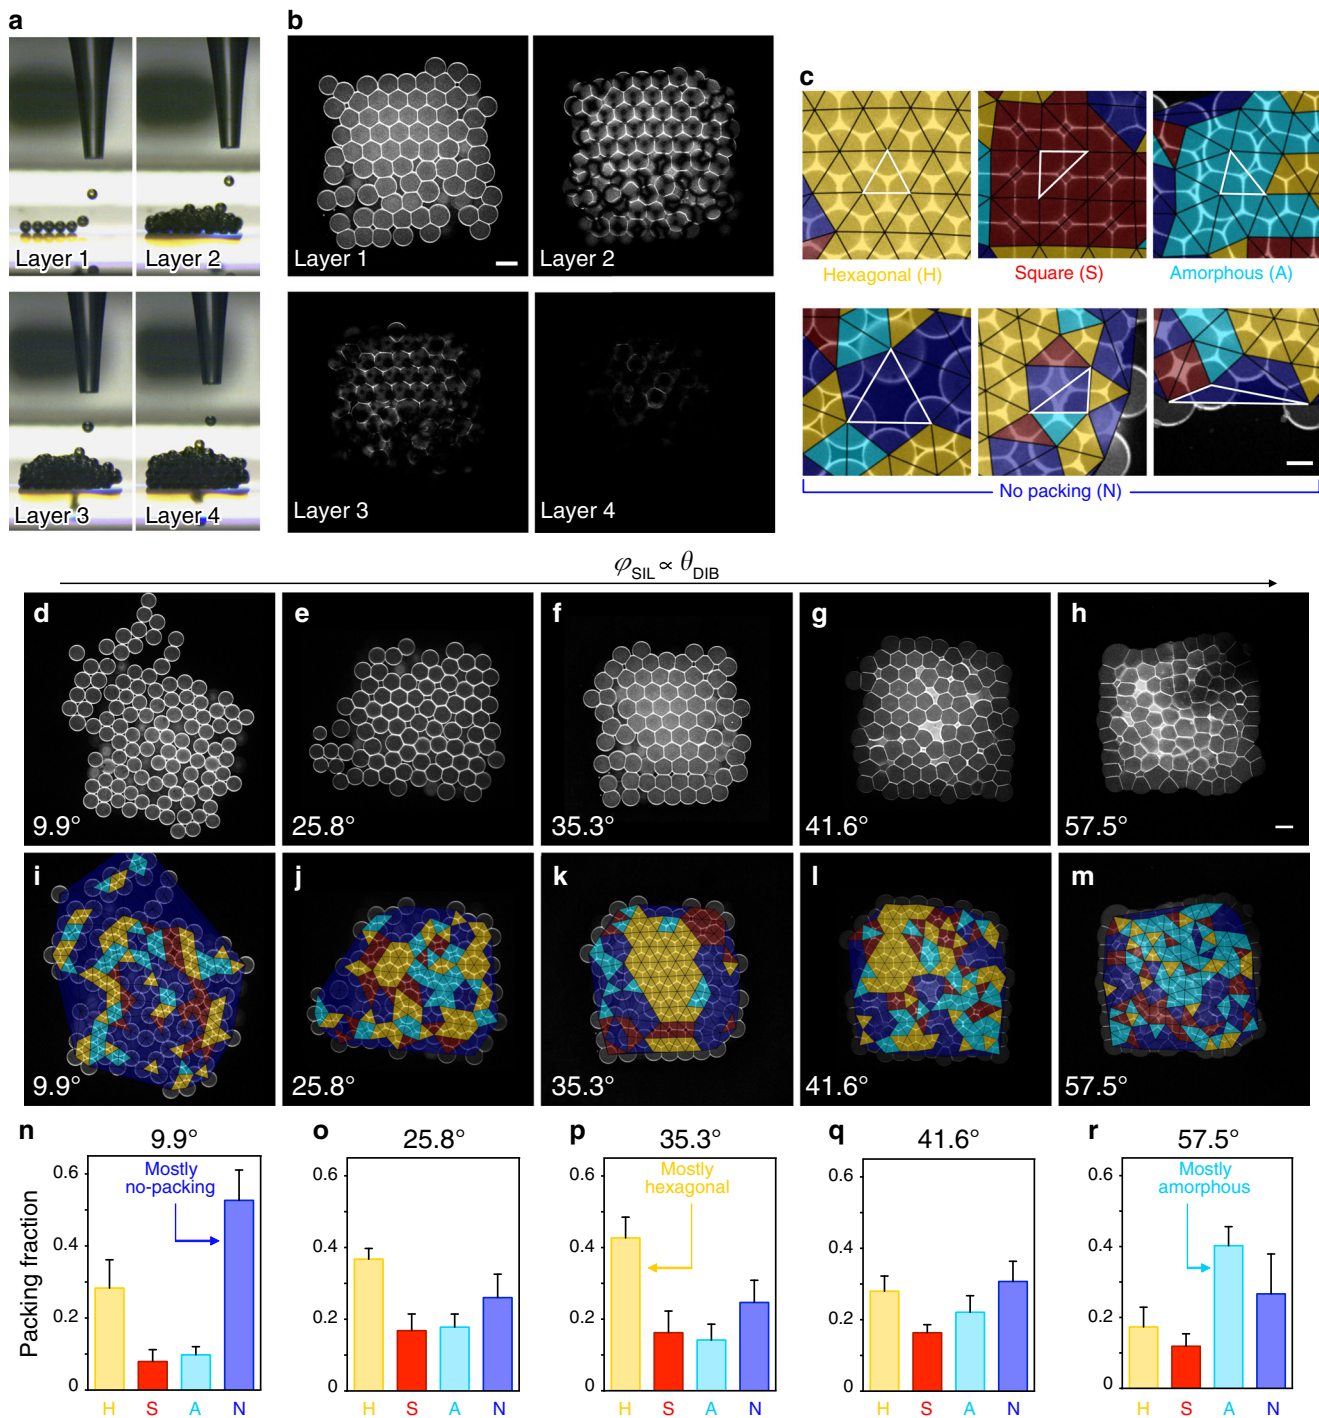 a
b
c
Layer 1
Layer 2
Layer 3
Layer 4
Layer 1
Layer 2
Layer 3
Layer 4
Hexagonal (H)
Square (S)
Amorphous (A)
No packing (N)
φSIL ∝ θDIB
d
e
f
g
h
9.9°
25.8°
35.3°
41.6°
57.5°
i
j
k
l
m
9.9°
25.8°
35.3°
41.6°
57.5°
n
9.9°
o
25.8°
p
35.3°
q
41.6°
r
57.5°
Packing fraction
0.6
0.4
0.2
0
Mostly
no-packing
H S A N
0.6
0.4
0.2
0
H S A N
0.6
0.4
0.2
0
Mostly
hexagonal
H S A N
0.6
0.4
0.2
0
H S A N
0.6
0.4
0.2
0
Mostly
amorphous
H S A N